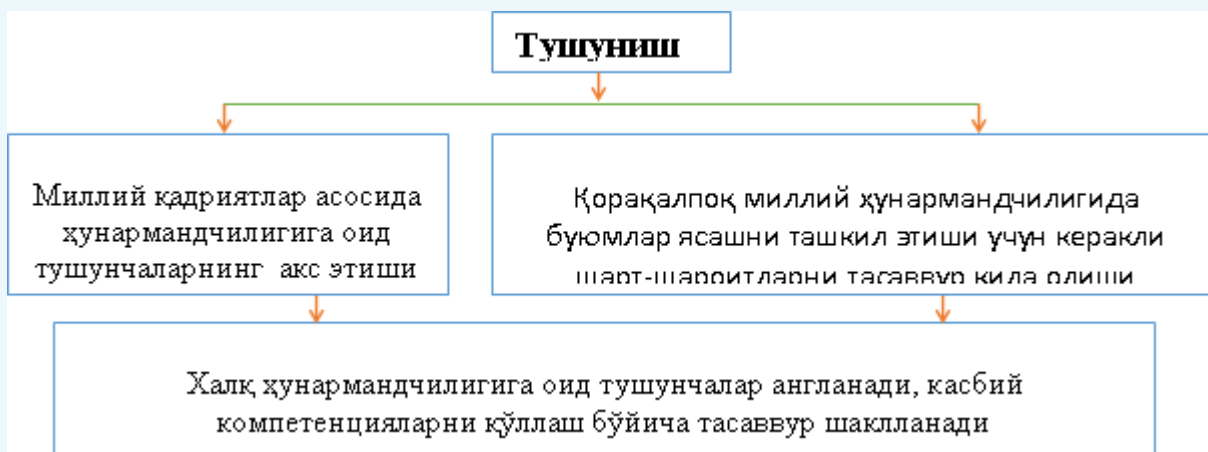 Тушуниш
Миллий қадриятлар асосида
ҳунармандчилигига оид
тушунчаларнинг акс этиши
Қорақалпоқ миллий ҳунармандчилигида
буюмлар ясашни ташкил этиши учун керакли
шарт-шароитларни тасаввур қила олиши
Халқ ҳунармандчилигига оид тушунчалар англанади, касбий
компетенцияларни қўллаш бўйича тасаввур шаклланади